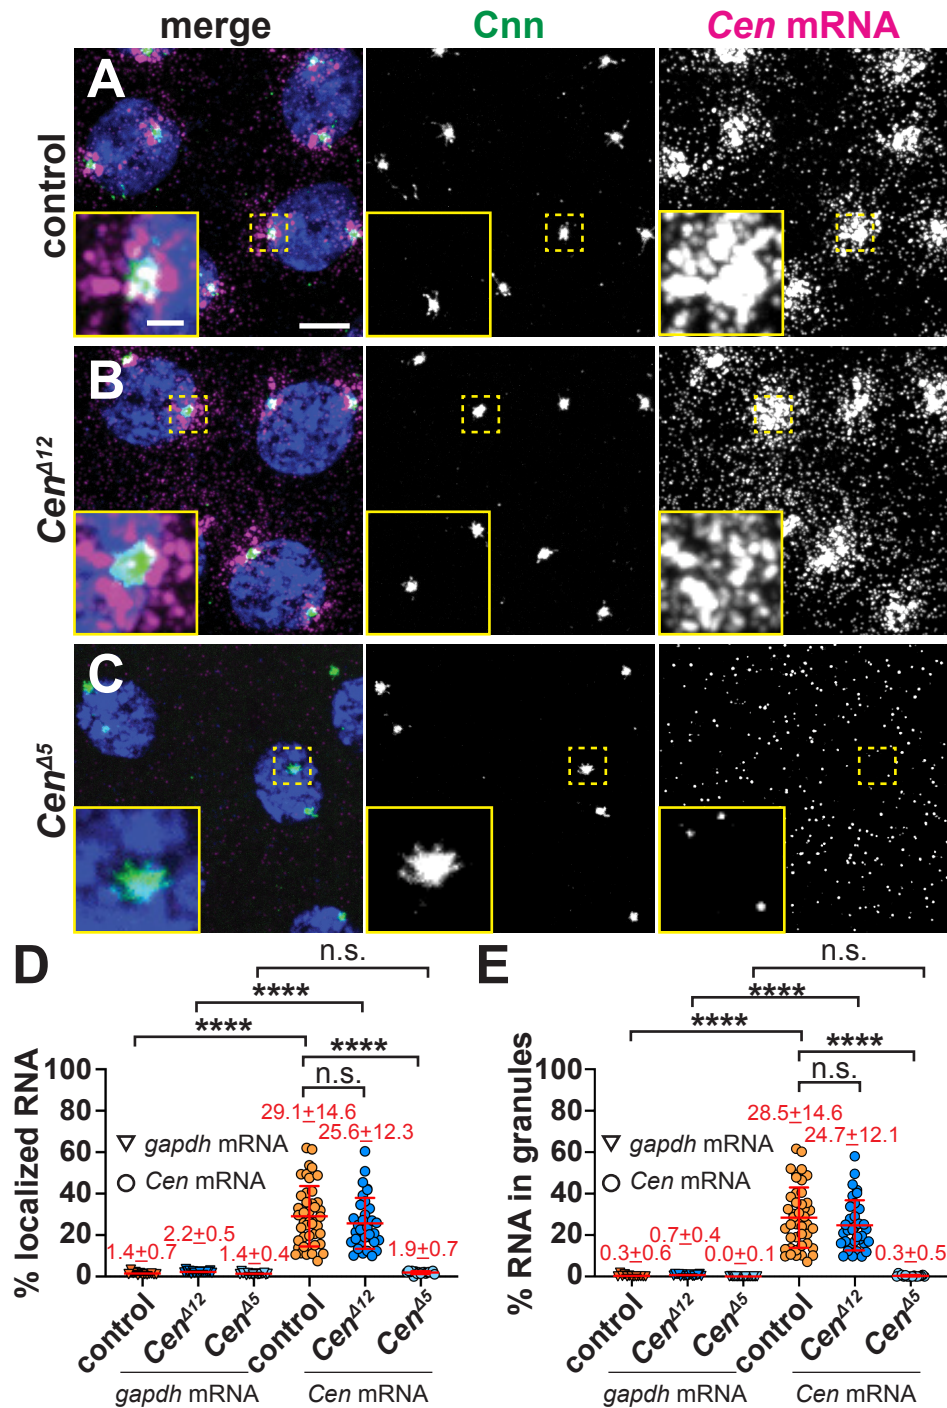 merge Cnn Cen mRNA
A
control
B
CenΔ12
C
CenΔ5
D
n.s.
****
****
****
n.s.
% localized RNA
100
80
60
40
20
0
gapdh mRNA
Cen mRNA
1.4±0.7
2.2±0.5
1.4±0.4
29.1±14.6
25.6±12.3
1.9±0.7
control
CenΔ12
CenΔ5
control
CenΔ12
CenΔ5
gapdh mRNA
Cen mRNA
E
n.s.
****
****
****
n.s.
% RNA in granules
100
80
60
40
20
0
gapdh mRNA
Cen mRNA
0.3±0.6
0.7±0.4
0.0±0.1
28.5±14.6
24.7±12.1
0.3±0.5
control
CenΔ12
CenΔ5
control
CenΔ12
CenΔ5
gapdh mRNA
Cen mRNA